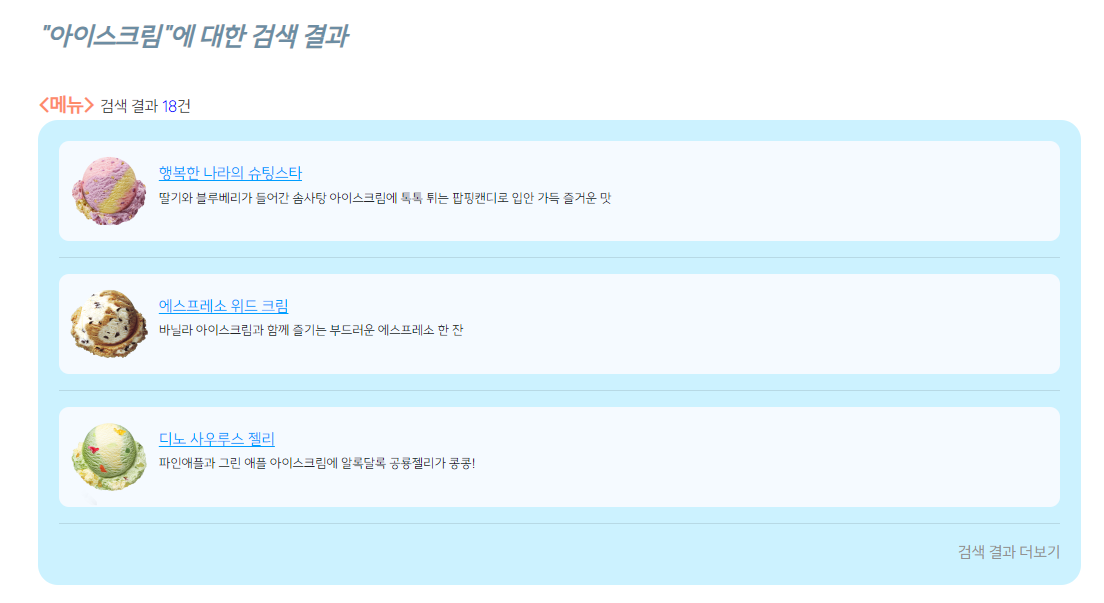 "아이스크림"에 대한 검색 결과
<메뉴> 검색 결과 18건
행복한 나라의 슈팅스타
딸기와 블루베리가 들어간 솜사탕 아이스크림에 톡톡 튀는 팝핑캔디로 입안 가득 즐거운 맛
에스프레소 위드 크림
바닐라 아이스크림과 함께 즐기는 부드러운 에스프레소 한 잔
디노 사우루스 젤리
파인애플과 그린 애플 아이스크림에 알록달록 공룡젤리가 콩콩!
검색 결과 더보기